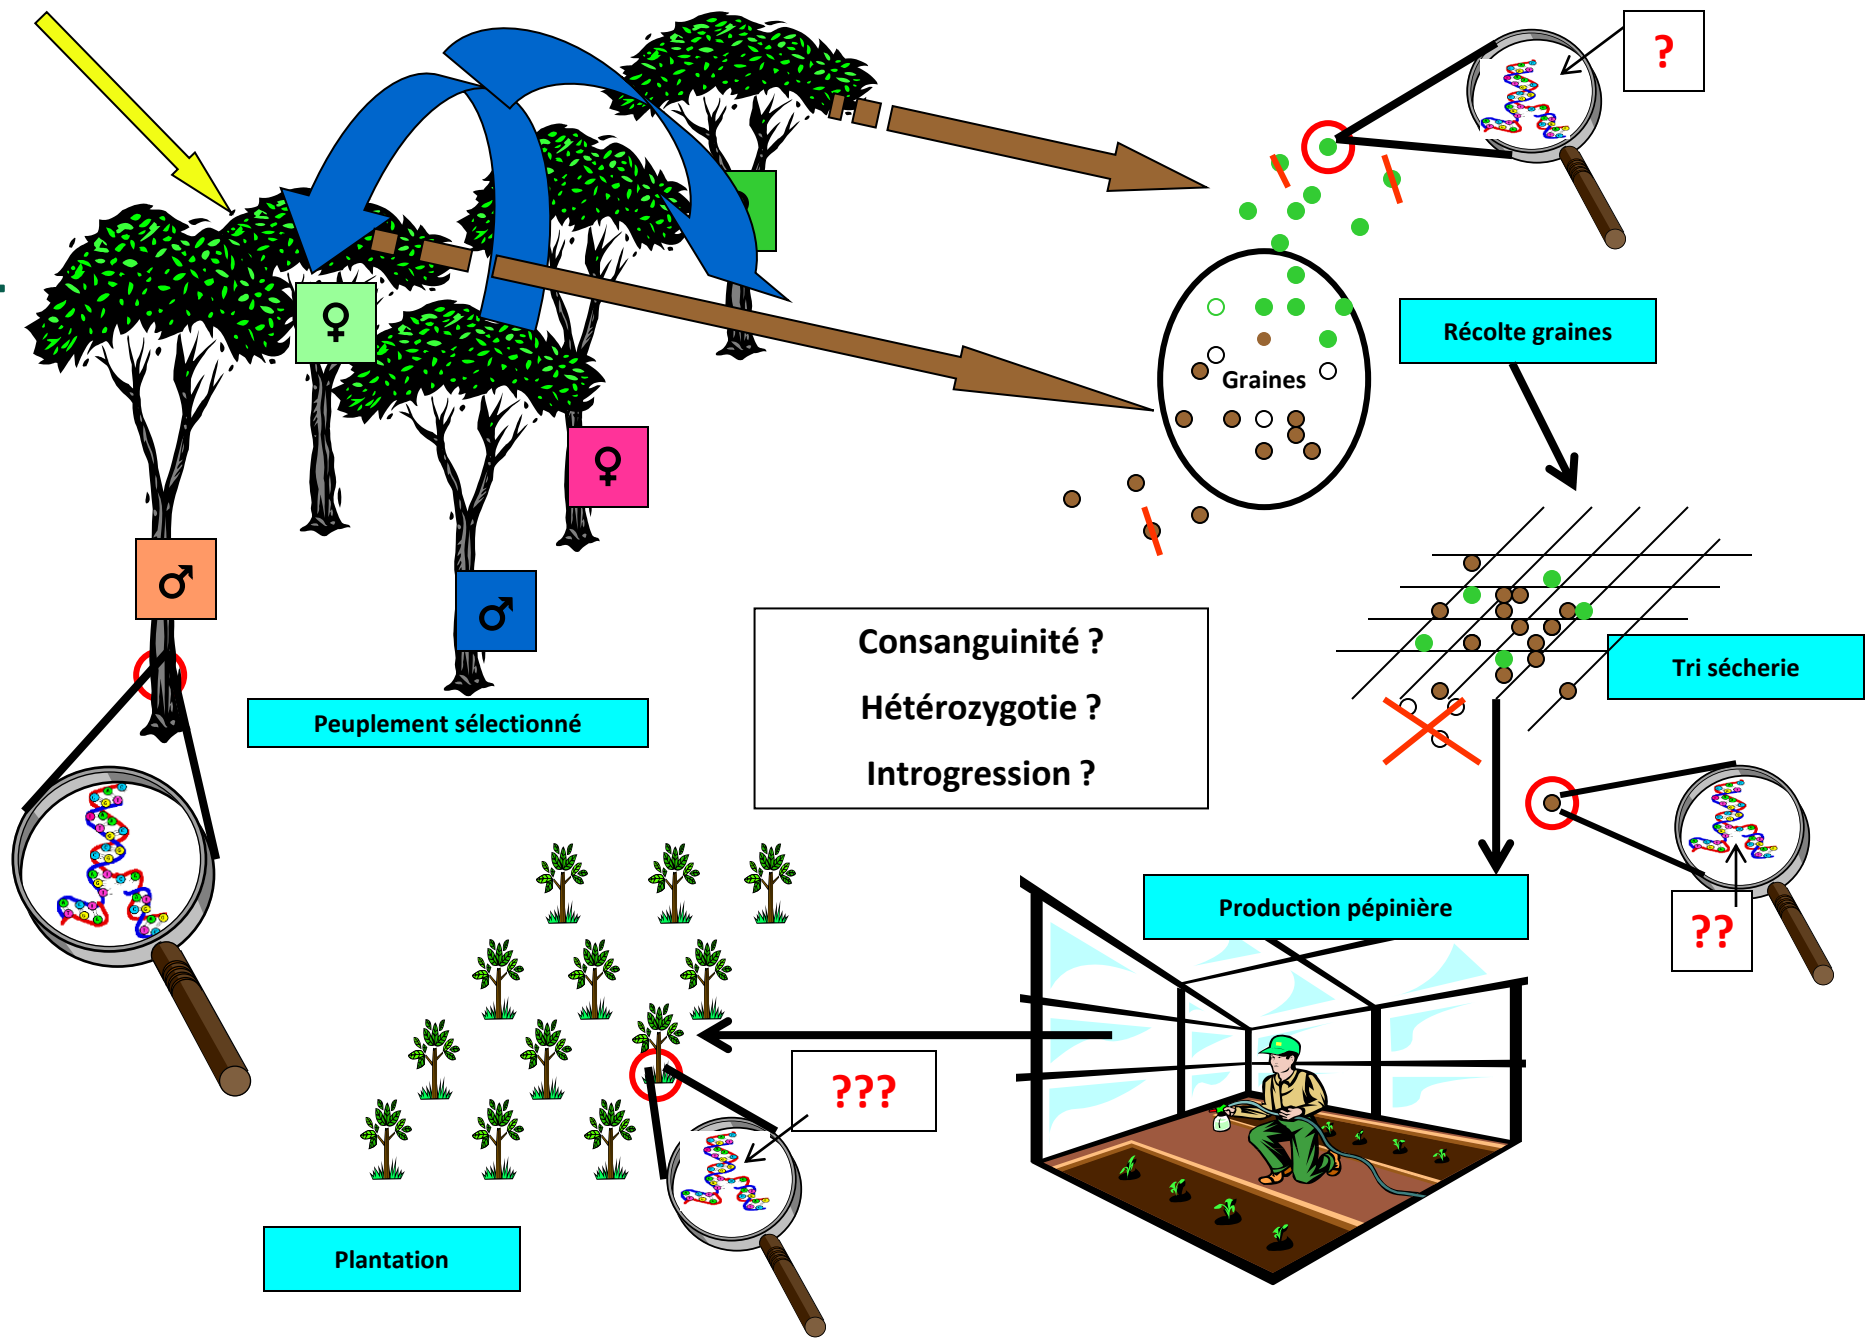 ?
♀
♀
♂
♂
Graines
Récolte graines
Consanguinité ?
Hétérozygotie ?
Introgression ?
Tri sécherie
Peuplement sélectionné
Production pépinière
??
???
Plantation